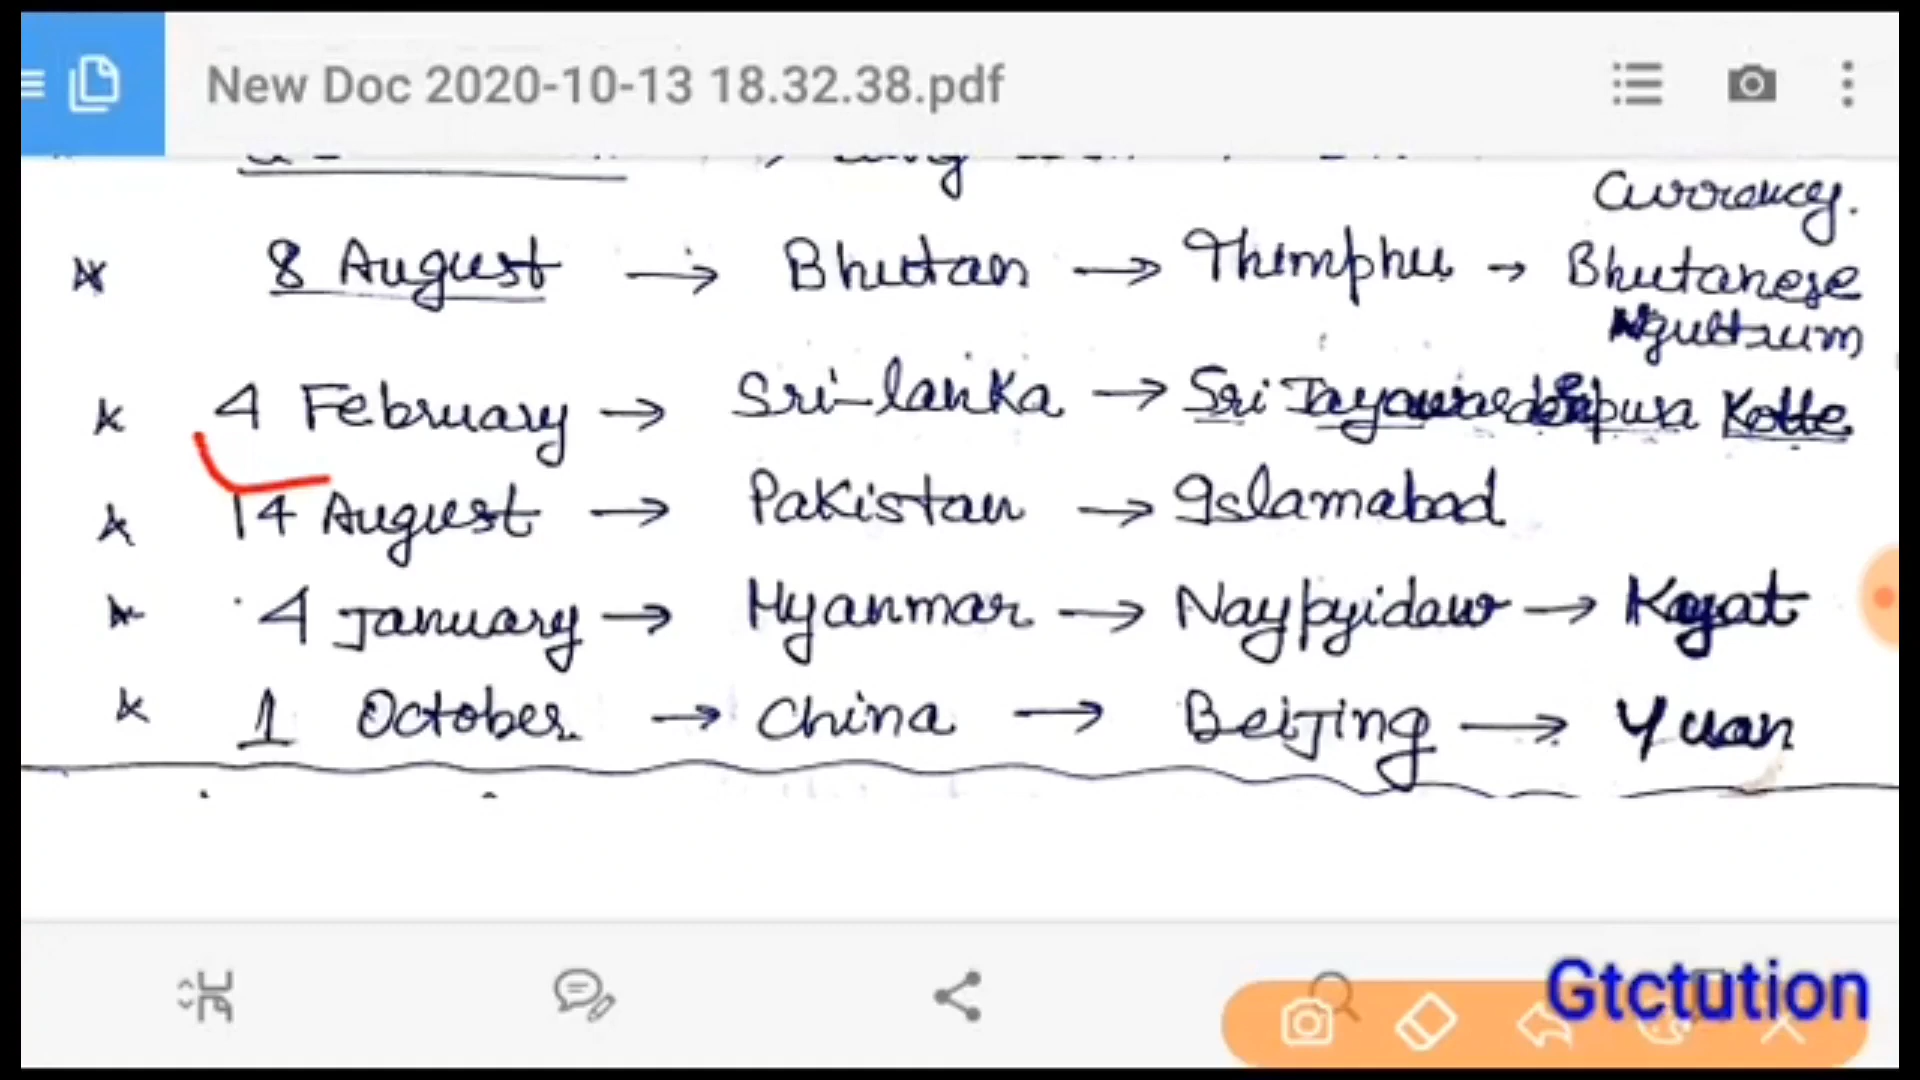 New Doc 2020-10-13 18.32.38.pdf
Currency.
8 August → Bhutan → Thimphu → Bhutanese
Ngultrum
4 February → Sri-lanka → Sri Jayawardenepura Kotte
14 August → Pakistan → Islamabad
4 January → Myanmar → Naypyidaw → Kayat
1 October → China → Beijing → Yuan
Gtctution